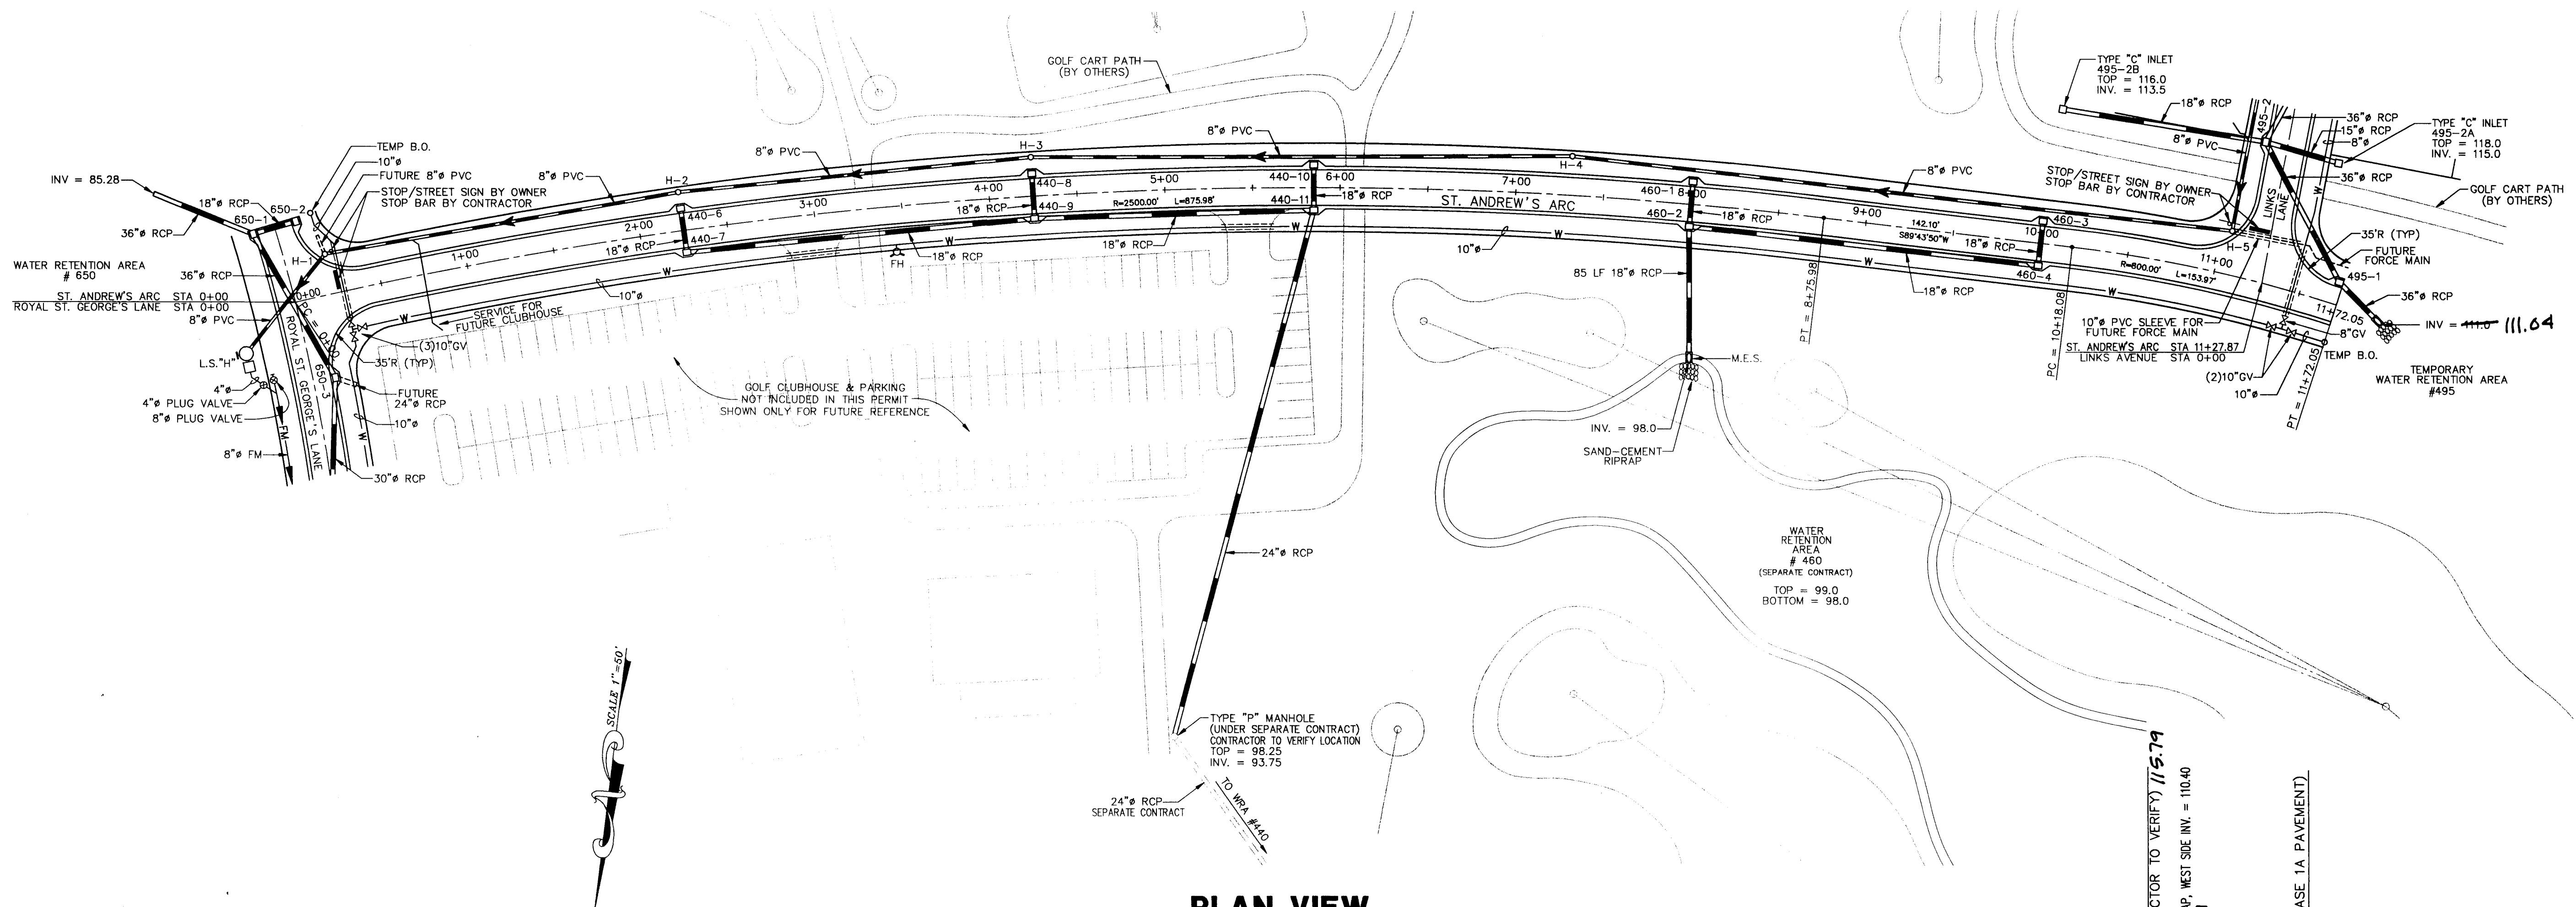 GOLF CART PATH
(BY OTHERS)
TYPE "C" INLET
495-2B
TOP = 116.0
INV. = 113.5
18"ø RCP
495-2
36"ø RCP
15"ø RCP
8"ø
TYPE "C" INLET
495-2A
TOP = 118.0
INV. = 115.0
8"ø PVC
36"ø RCP
GOLF CART PATH
(BY OTHERS)
STOP/STREET SIGN BY OWNER
STOP BAR BY CONTRACTOR
LINKS
LANE
W
35'R (TYP)
FUTURE
FORCE MAIN
495-1
36"ø RCP
INV = 111.0 111.04
8"GV
TEMP B.O.
TEMPORARY
WATER RETENTION AREA
#495
(2)10"GV
10"ø
PT = 11+72.05
11+72.05
10"ø PVC SLEEVE FOR
FUTURE FORCE MAIN
ST. ANDREW'S ARC STA 11+27.87
LINKS AVENUE STA 0+00
INV = 85.28
TEMP B.O.
10"ø
FUTURE 8"ø PVC
STOP/STREET SIGN BY OWNER
STOP BAR BY CONTRACTOR
18"ø RCP
650-2
650-1
36"ø RCP
H-1
WATER RETENTION AREA
# 650
36"ø RCP
ST. ANDREW'S ARC STA 0+00
ROYAL ST. GEORGE'S LANE STA 0+00
8"ø PVC
0+00
PC = 0+00
ROYAL ST. GEORGE'S LANE
650-3
L.S."H"
4"ø
4"ø PLUG VALVE
8"ø PLUG VALVE
FM
8"ø FM
30"ø RCP
10"ø
W
FUTURE
24"ø RCP
35'R (TYP)
(3)10"GV
W
SERVICE FOR
FUTURE CLUBHOUSE
10"ø
W
8"ø PVC
H-2
8"ø PVC
H-3
8"ø PVC
H-4
8"ø PVC
H-5
1+00
2+00
3+00
4+00
5+00
6+00
7+00
8+00
9+00
10+00
11+00
440-6
18"ø RCP
440-7
18"ø RCP
440-8
18"ø RCP
440-9
R=2500.00' L=875.98'
18"ø RCP
440-10
18"ø RCP
440-11
FH
W
W
W
W
10"ø
ST. ANDREW'S ARC
460-1
18"ø RCP
460-2
142.10'
S89°43'50"W
460-3
18"ø RCP
460-4
18"ø RCP
W
W
R=800.00' L=153.97'
PT = 8+75.98
PC = 10+18.08
85 LF 18"ø RCP
M.E.S.
INV. = 98.0
SAND-CEMENT
RIPRAP
GOLF CLUBHOUSE & PARKING
NOT INCLUDED IN THIS PERMIT
SHOWN ONLY FOR FUTURE REFERENCE
24"ø RCP
WATER
RETENTION
AREA
# 460
(SEPARATE CONTRACT)
TOP = 99.0
BOTTOM = 98.0
SCALE 1"=50'
TYPE "P" MANHOLE
(UNDER SEPARATE CONTRACT)
CONTRACTOR TO VERIFY LOCATION
TOP = 98.25
INV. = 93.75
24"ø RCP
SEPARATE CONTRACT
TO WRA #440
CTOR TO VERIFY) 115.79
AP, WEST SIDE INV. = 110.40
ASE 1A PAVEMENT)
PLAN VIEW